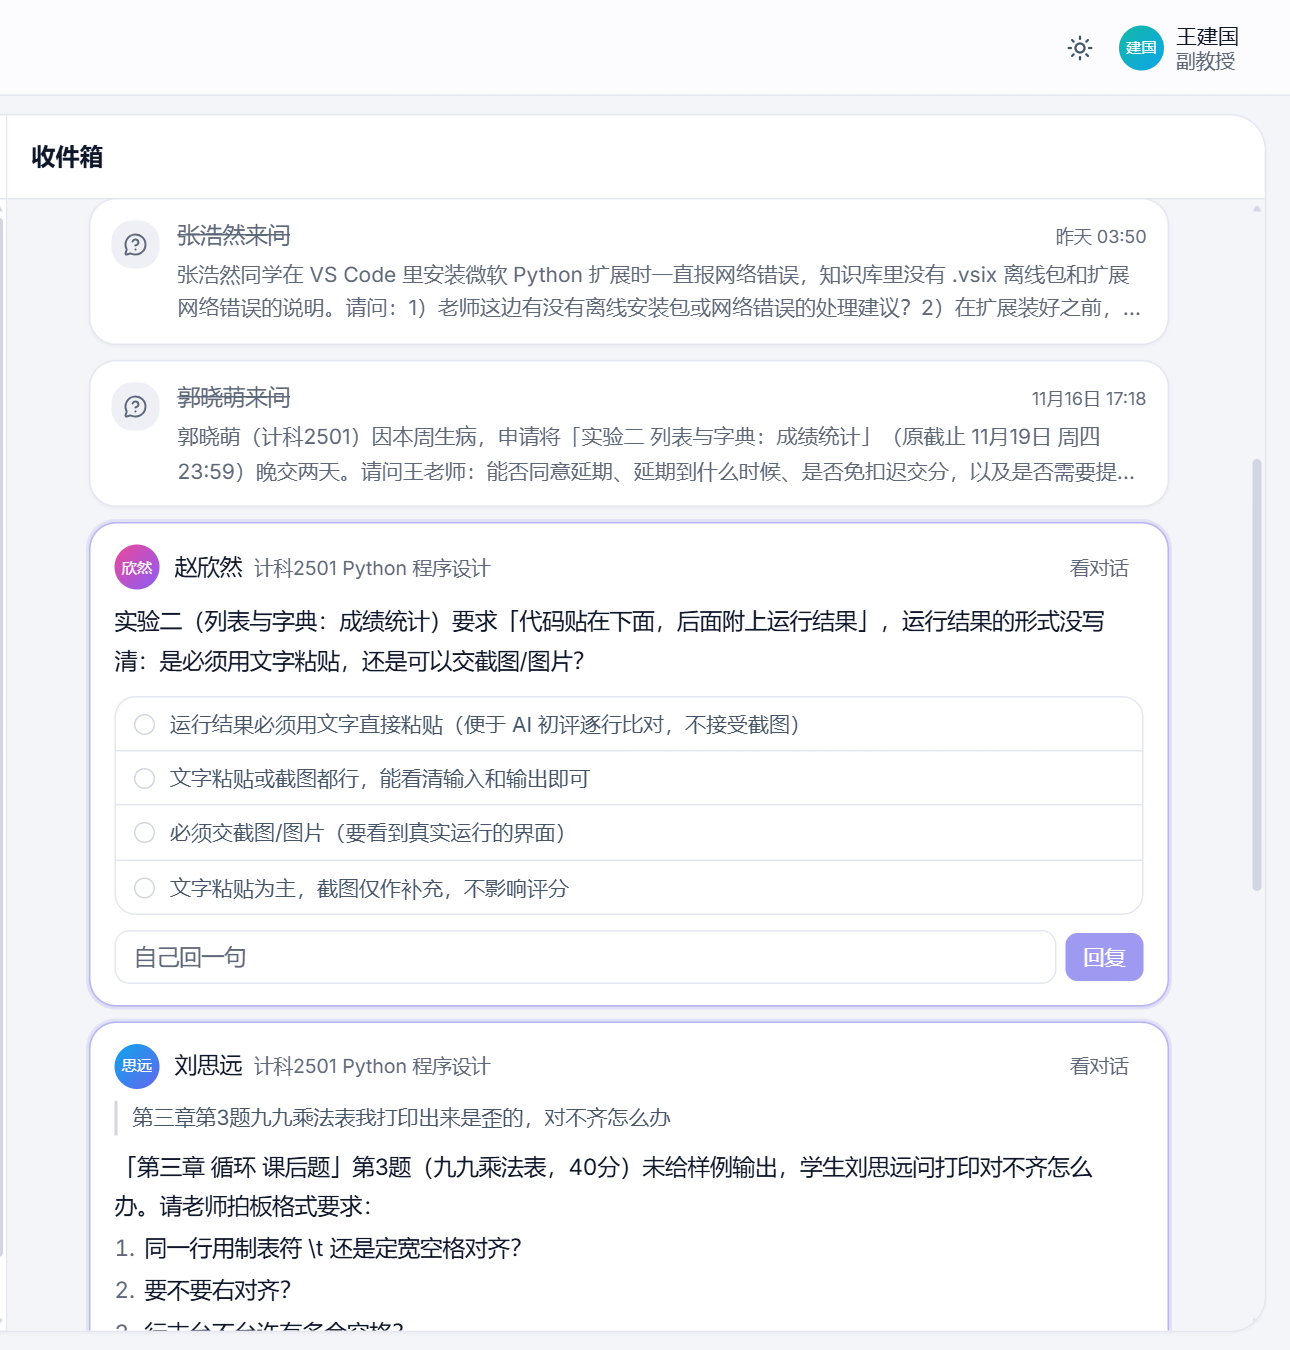 建国
王建国
副教授
收件箱
张浩然来问
昨天 03:50
张浩然同学在 VS Code 里安装微软 Python 扩展时一直报网络错误，知识库里没有 .vsix 离线包和扩展
网络错误的说明。请问：1）老师这边有没有离线安装包或网络错误的处理建议？2）在扩展装好之前，...
郭晓萌来问
11月16日 17:18
郭晓萌（计科2501）因本周生病，申请将「实验二 列表与字典：成绩统计」（原截止 11月19日 周四
23:59）晚交两天。请问王老师：能否同意延期、延期到什么时候、是否免扣迟交分，以及是否需要提...
欣然
赵欣然 计科2501 Python 程序设计
看对话
实验二（列表与字典：成绩统计）要求「代码贴在下面，后面附上运行结果」，运行结果的形式没写
清：是必须用文字粘贴，还是可以交截图/图片？
运行结果必须用文字直接粘贴（便于 AI 初评逐行比对，不接受截图）
文字粘贴或截图都行，能看清输入和输出即可
必须交截图/图片（要看到真实运行的界面）
文字粘贴为主，截图仅作补充，不影响评分
自己回一句
回复
思远
刘思远 计科2501 Python 程序设计
看对话
第三章第3题九九乘法表我打印出来是歪的，对不齐怎么办
「第三章 循环 课后题」第3题（九九乘法表，40分）未给样例输出，学生刘思远问打印对不齐怎么
办。请老师拍板格式要求：
1. 同一行用制表符 \t 还是定宽空格对齐？
2. 要不要右对齐？